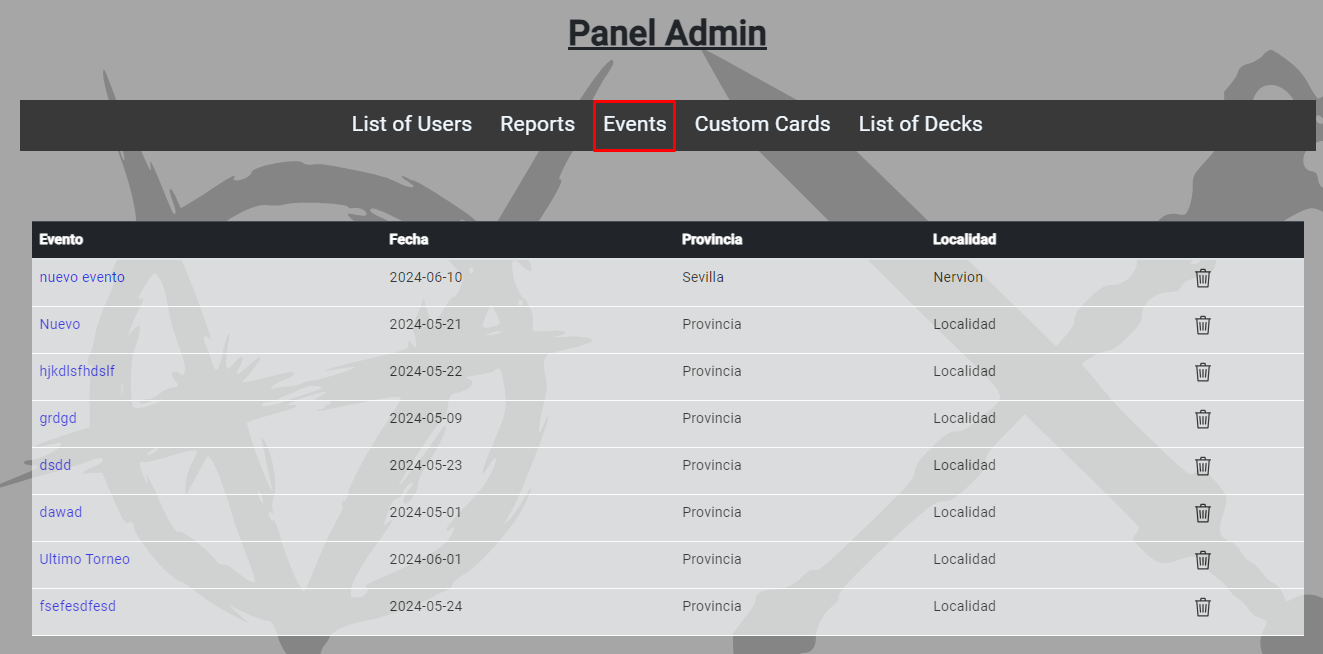 Panel Admin
List of Users Reports Events Custom Cards List of Decks
Evento Fecha Provincia Localidad
nuevo evento 2024-06-10 Sevilla Nervion
Nuevo 2024-05-21 Provincia Localidad
hjkdlsfhdslf 2024-05-22 Provincia Localidad
grdgd 2024-05-09 Provincia Localidad
dsdd 2024-05-23 Provincia Localidad
dawad 2024-05-01 Provincia Localidad
Ultimo Torneo 2024-06-01 Provincia Localidad
fsefesdfesd 2024-05-24 Provincia Localidad